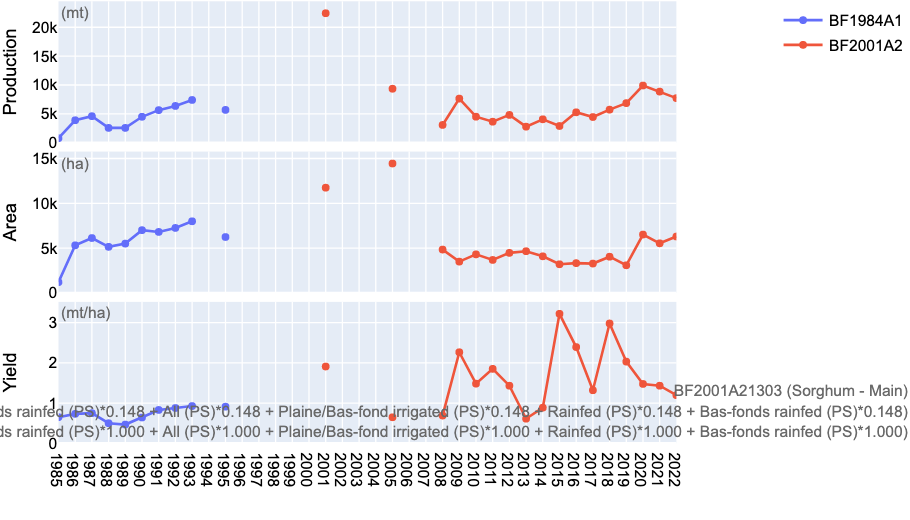 (mt)
Production
20k
15k
10k
5k
0
BF1984A1
BF2001A2
(ha)
Area
15k
10k
5k
0
(mt/ha)
Yield
3
2
1
0
BF2001A21303 (Sorghum - Main)
ds rainfed (PS)*0.148 + All (PS)*0.148 + Plaine/Bas-fond irrigated (PS)*0.148 + Rainfed (PS)*0.148 + Bas-fonds rainfed (PS)*0.148)
ds rainfed (PS)*1.000 + All (PS)*1.000 + Plaine/Bas-fond irrigated (PS)*1.000 + Rainfed (PS)*1.000 + Bas-fonds rainfed (PS)*1.000)
1985 1986 1987 1988 1989 1990 1991 1992 1993 1994 1995 1996 1997 1998 1999 2000 2001 2002 2003 2004 2005 2006 2007 2008 2009 2010 2011 2012 2013 2014 2015 2016 2017 2018 2019 2020 2021 2022